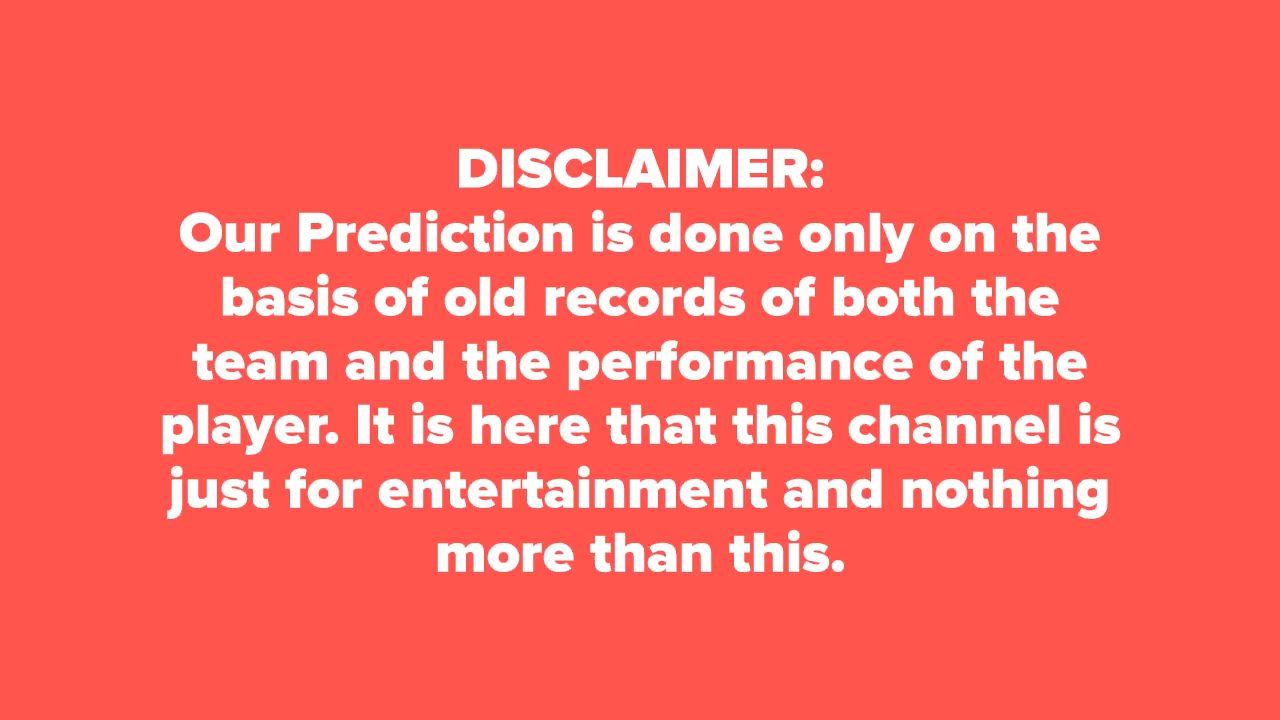 DISCLAIMER:
Our Prediction is done only on the
basis of old records of both the
team and the performance of the
player. It is here that this channel is
just for entertainment and nothing
more than this.